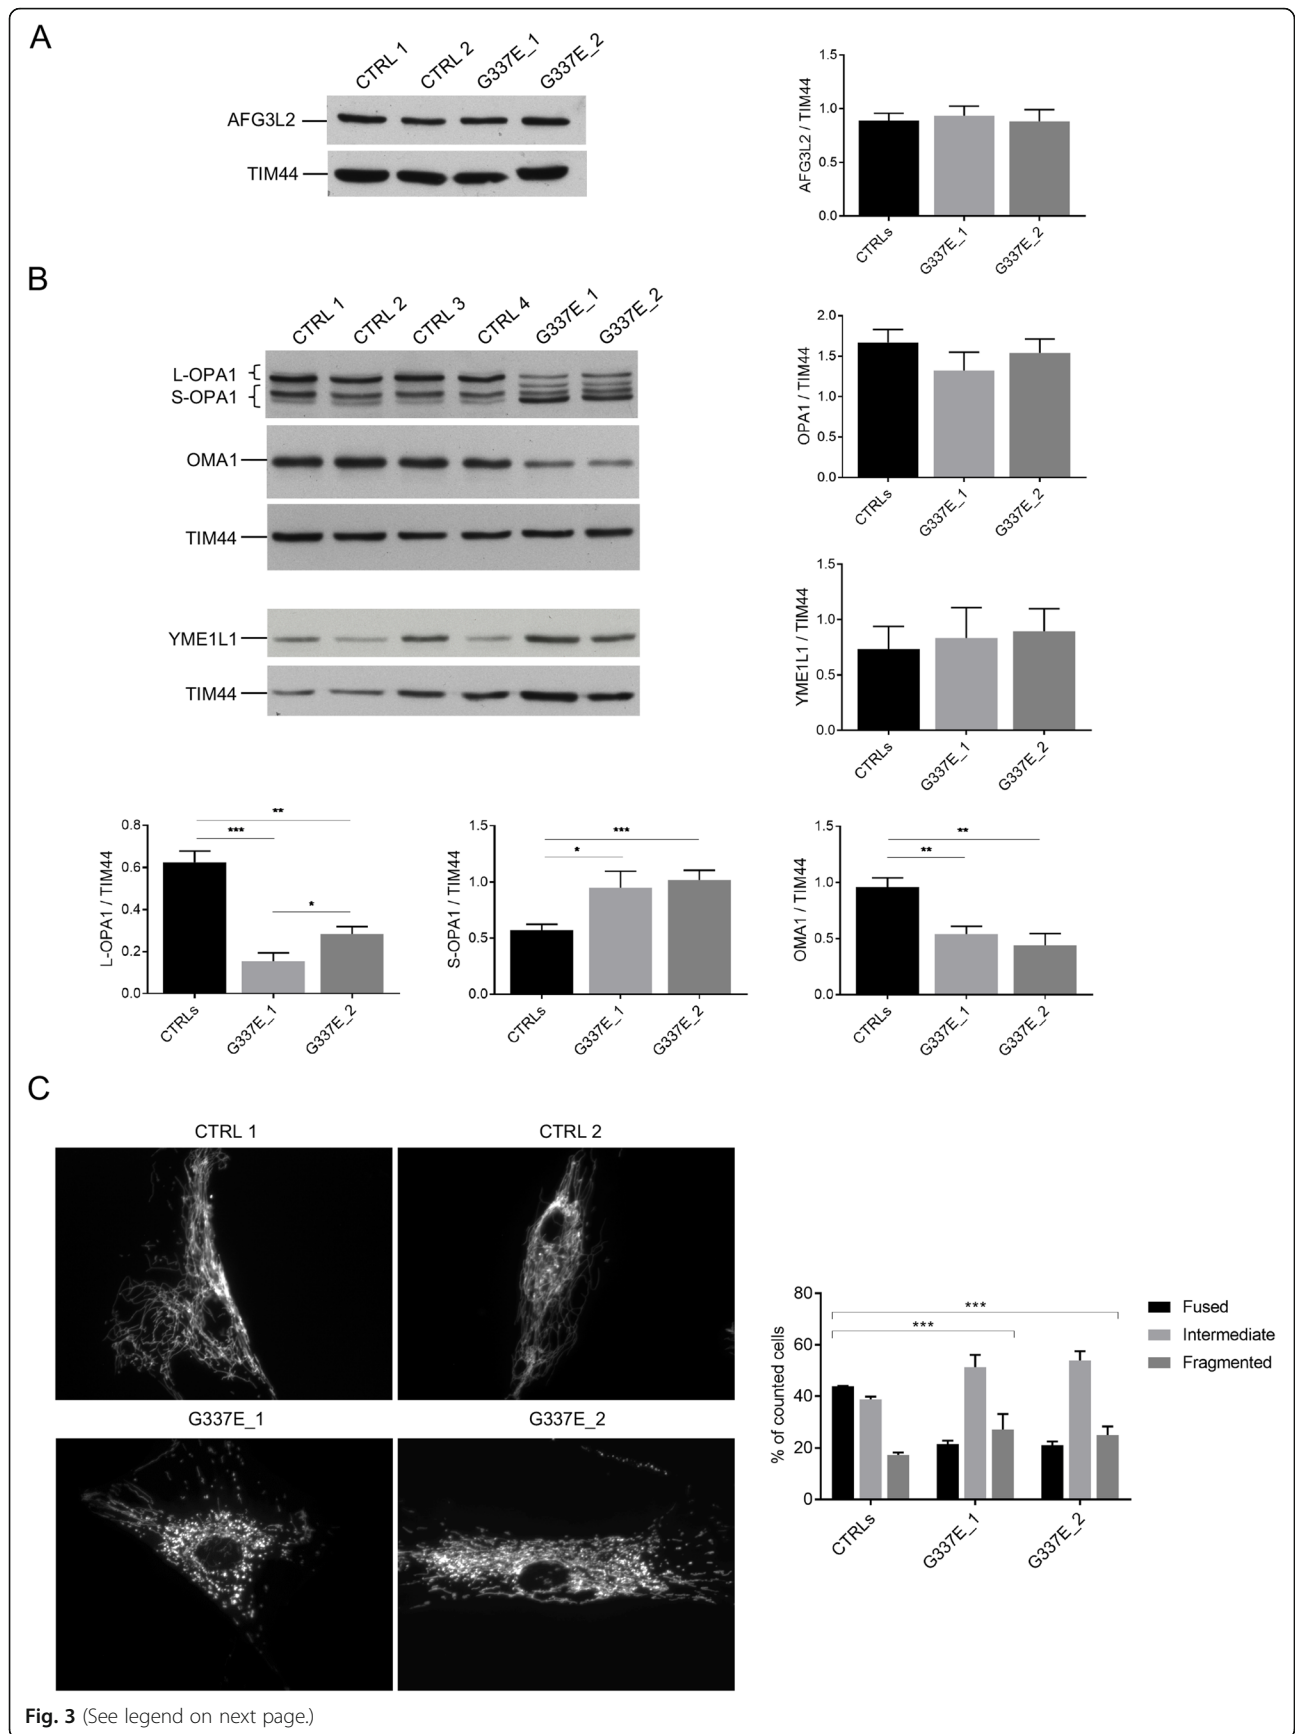 A
CTRL 1
CTRL 2
G337E_1
G337E_2
AFG3L2
TIM44
AFG3L2 / TIM44
1.5
1.0
0.5
0.0
CTRLs
G337E_1
G337E_2
B
CTRL 1
CTRL 2
CTRL 3
CTRL 4
G337E_1
G337E_2
L-OPA1
S-OPA1
OMA1
TIM44
YME1L1
TIM44
OPA1 / TIM44
2.0
1.5
1.0
0.5
0.0
CTRLs
G337E_1
G337E_2
YME1L1 / TIM44
1.5
1.0
0.5
0.0
CTRLs
G337E_1
G337E_2
L-OPA1 / TIM44
0.8
0.6
0.4
0.2
0.0
**
***
*
CTRLs
G337E_1
G337E_2
S-OPA1 / TIM44
1.5
1.0
0.5
0.0
***
*
CTRLs
G337E_1
G337E_2
OMA1 / TIM44
1.5
1.0
0.5
0.0
**
**
CTRLs
G337E_1
G337E_2
C
CTRL 1
CTRL 2
G337E_1
G337E_2
% of counted cells
80
60
40
20
0
***
***
CTRLs
G337E_1
G337E_2
Fused
Intermediate
Fragmented
Fig. 3 (See legend on next page.)